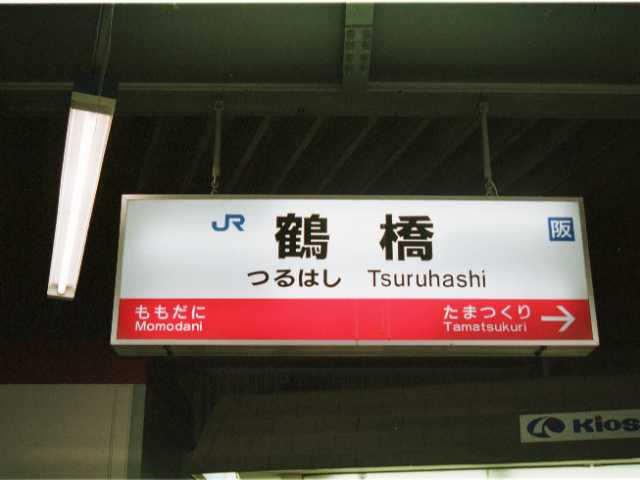 JR 鶴橋 阪
つるはし Tsuruhashi
ももだに たまつくり
Momodani Tamatsukuri
Kios